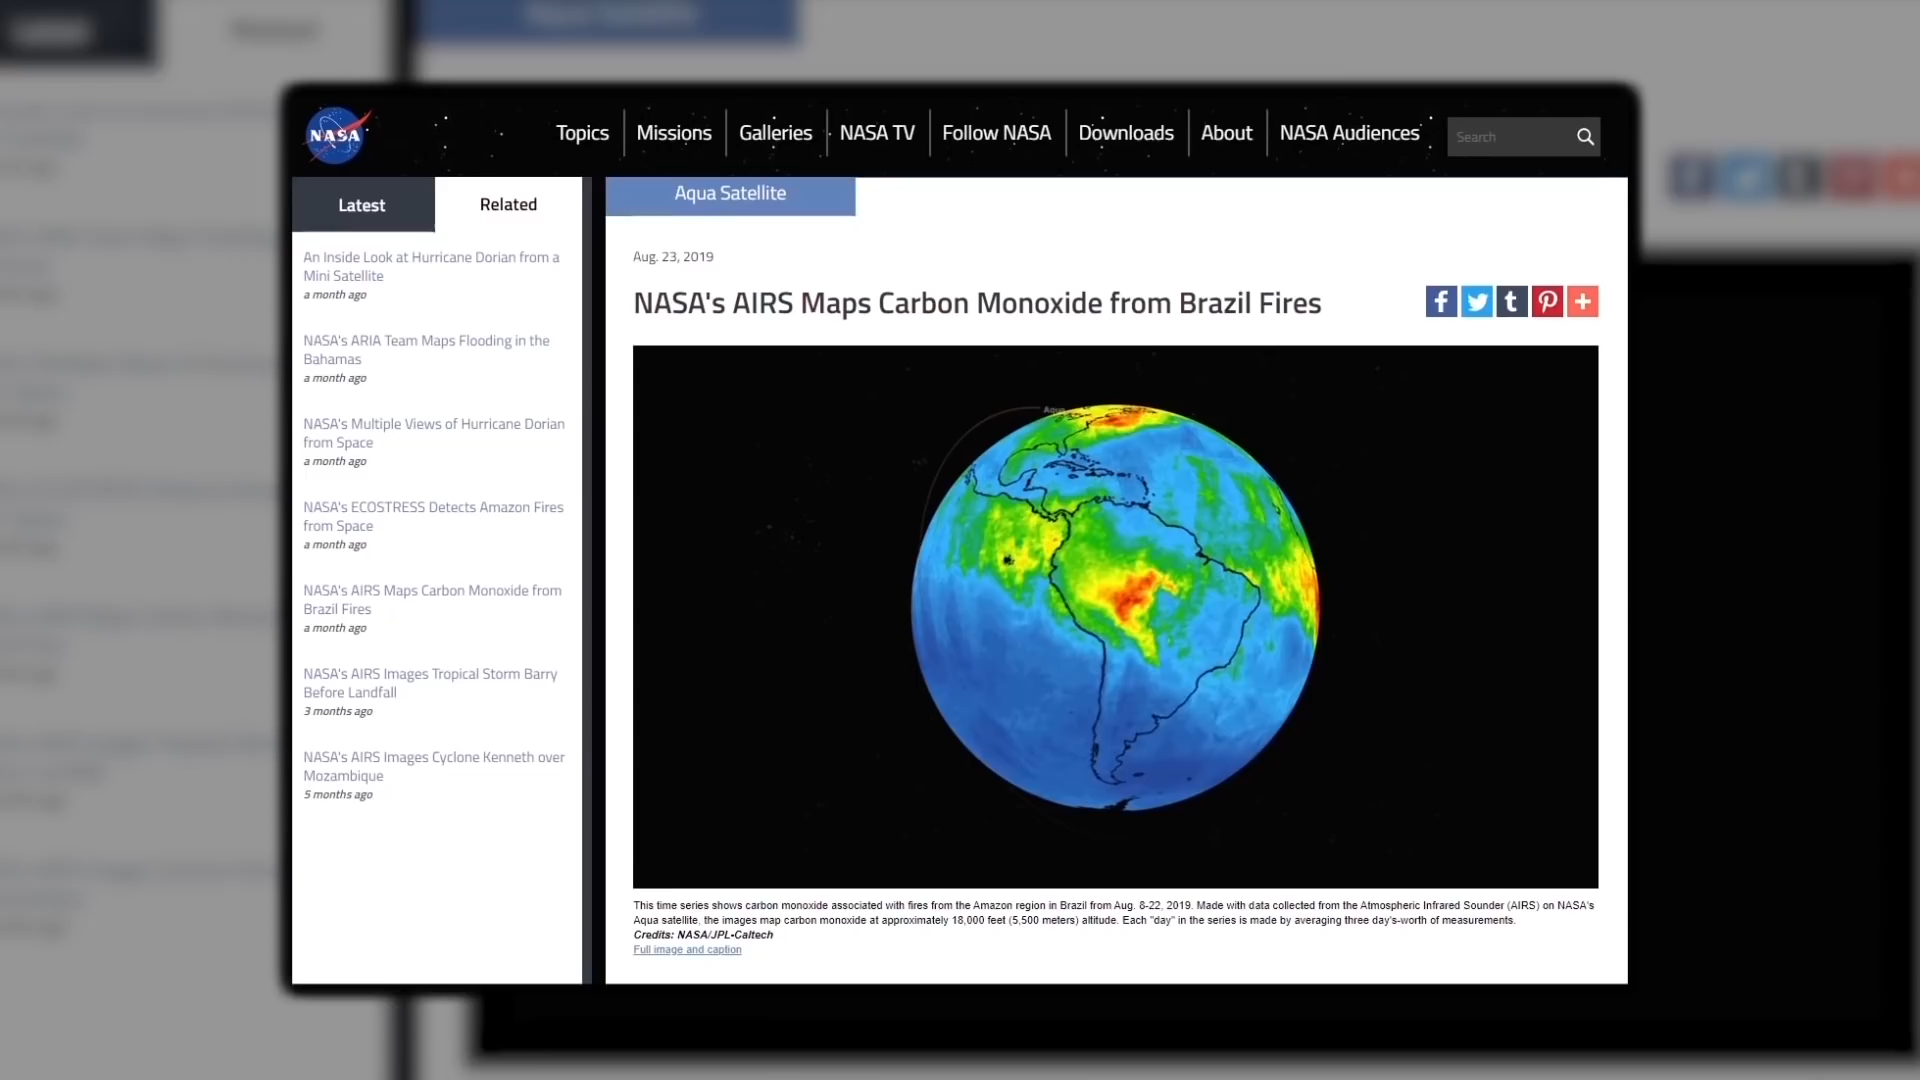 NASA
Topics
Missions
Galleries
NASA TV
Follow NASA
Downloads
About
NASA Audiences
Search
Latest
Related
An Inside Look at Hurricane Dorian from a
Mini Satellite
a month ago
NASA's ARIA Team Maps Flooding in the
Bahamas
a month ago
NASA's Multiple Views of Hurricane Dorian
from Space
a month ago
NASA's ECOSTRESS Detects Amazon Fires
from Space
a month ago
NASA's AIRS Maps Carbon Monoxide from
Brazil Fires
a month ago
NASA's AIRS Images Tropical Storm Barry
Before Landfall
3 months ago
NASA's AIRS Images Cyclone Kenneth over
Mozambique
5 months ago
Aqua Satellite
Aug. 23, 2019
NASA's AIRS Maps Carbon Monoxide from Brazil Fires
Aqua
This time series shows carbon monoxide associated with fires from the Amazon region in Brazil from Aug. 8-22, 2019. Made with data collected from the Atmospheric Infrared Sounder (AIRS) on NASA's
Aqua satellite, the images map carbon monoxide at approximately 18,000 feet (5,500 meters) altitude. Each "day" in the series is made by averaging three day's-worth of measurements.
Credits: NASA/JPL-Caltech
Full image and caption